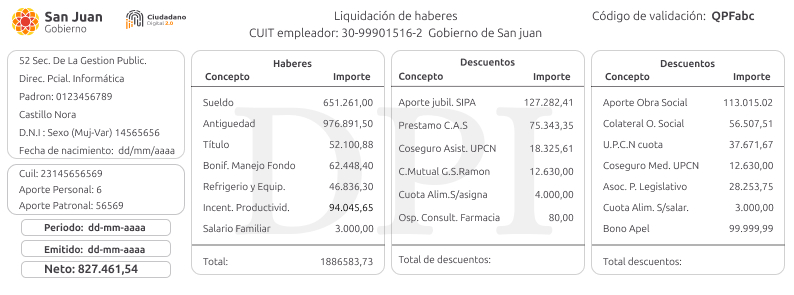 San Juan
Gobierno
Ciudadano
Digital 2.0
Liquidación de haberes
CUIT empleador: 30-99901516-2 Gobierno de San juan
Código de validación: QPFabc
52 Sec. De La Gestion Public.
Direc. Pcial. Informática
Padron: 0123456789
Castillo Nora
D.N.I : Sexo (Muj-Var) 14565656
Fecha de nacimiento: dd/mm/aaaa
Cuil: 23145656569
Aporte Personal: 6
Aporte Patronal: 56569
Periodo: dd-mm-aaaa
Emitido: dd-mm-aaaa
Neto: 827.461,54
Haberes
Concepto Importe
Sueldo 651.261,00
Antiguedad 976.891,50
Título 52.100,88
Bonif. Manejo Fondo 62.448,40
Refrigerio y Equip. 46.836,30
Incent. Productivid. 94.045,65
Salario Familiar 3.000,00
Total: 1886583,73
Descuentos
Concepto Importe
Aporte jubil. SIPA 127.282,41
Prestamo C.A.S 75.343,35
Coseguro Asist. UPCN 18.325,61
C.Mutual G.S.Ramon 12.630,00
Cuota Alim.S/asigna 4.000,00
Osp. Consult. Farmacia 80,00
Total de descuentos:
Descuentos
Concepto Importe
Aporte Obra Social 113.015.02
Colateral O. Social 56.507,51
U.P.C.N cuota 37.671,67
Coseguro Med. UPCN 12.630,00
Asoc. P. Legislativo 28.253,75
Cuota Alim. S/salar. 3.000,00
Bono Apel 99.999,99
Total de descuentos:
DPI